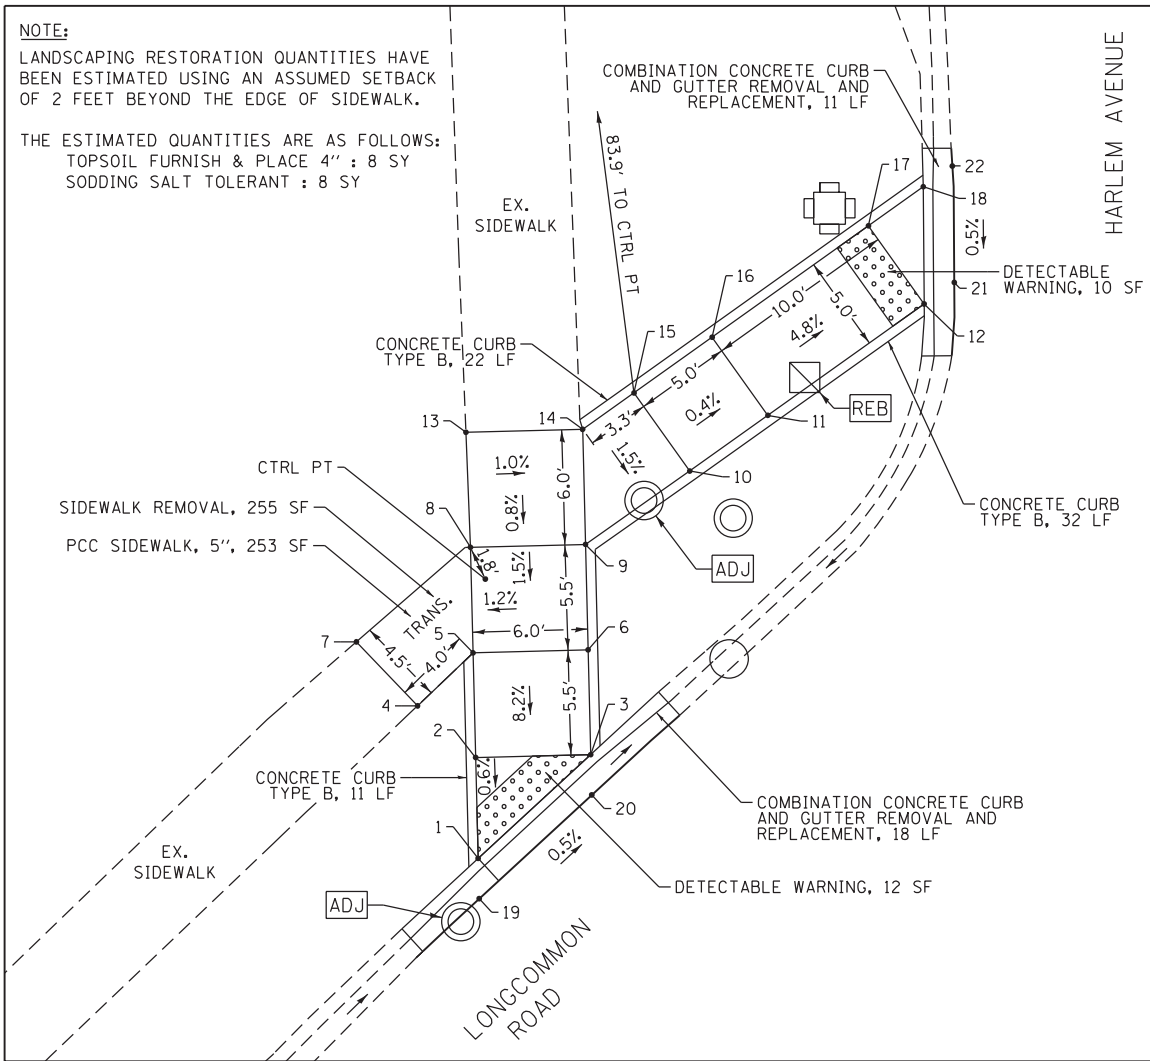 NOTE:
LANDSCAPING RESTORATION QUANTITIES HAVE
BEEN ESTIMATED USING AN ASSUMED SETBACK
OF 2 FEET BEYOND THE EDGE OF SIDEWALK.
THE ESTIMATED QUANTITIES ARE AS FOLLOWS:
TOPSOIL FURNISH & PLACE 4'' : 8 SY
SODDING SALT TOLERANT : 8 SY
COMBINATION CONCRETE CURB
AND GUTTER REMOVAL AND
REPLACEMENT, 11 LF
HARLEM AVENUE
83.9' TO CTRL PT
EX.
SIDEWALK
17
22
18
0.5%
DETECTABLE
WARNING, 10 SF
21
12
16
10.0'
5.0'
4.8%
15
CONCRETE CURB
TYPE B, 22 LF
5.0'
0.4%
3.3'
1.5%
REB
11
14
13
10
CTRL PT
1.0%
0.8%
6.0'
SIDEWALK REMOVAL, 255 SF
8
PCC SIDEWALK, 5'', 253 SF
CONCRETE CURB
TYPE B, 32 LF
9
ADJ
1.8'
1.5%
1.2%
5.5'
TRANS.
6.0'
7
5
6
4.5'
4.0'
4
8.2%
5.5'
2
3
0.6%
CONCRETE CURB
TYPE B, 11 LF
20
COMBINATION CONCRETE CURB
AND GUTTER REMOVAL AND
REPLACEMENT, 18 LF
1
0.5%
EX.
SIDEWALK
DETECTABLE WARNING, 12 SF
ADJ
19
LONGCOMMON
ROAD